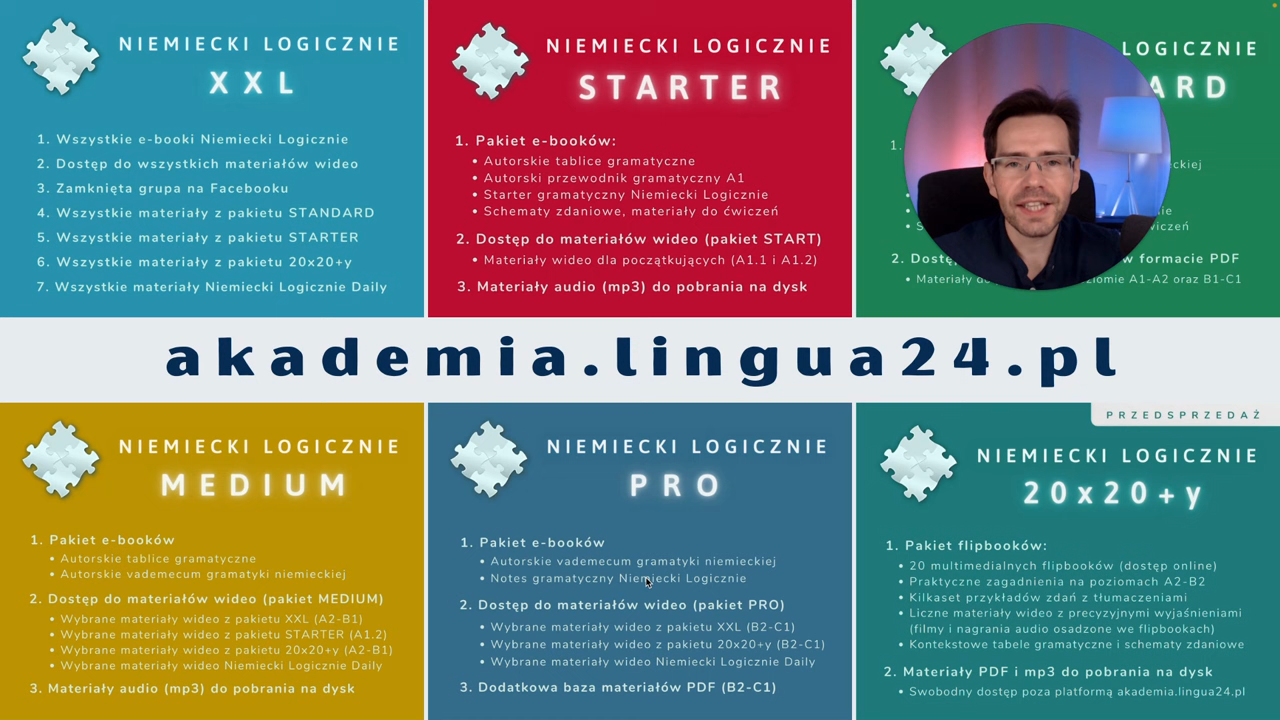 NIEMIECKI LOGICZNIE
XXL
1. Wszystkie e-booki Niemiecki Logicznie
2. Dostęp do wszystkich materiałów wideo
3. Zamknięta grupa na Facebooku
4. Wszystkie materiały z pakietu STANDARD
5. Wszystkie materiały z pakietu STARTER
6. Wszystkie materiały z pakietu 20x20+y
7. Wszystkie materiały Niemiecki Logicznie Daily
NIEMIECKI LOGICZNIE
STARTER
1. Pakiet e-booków:
• Autorskie tablice gramatyczne
• Autorski przewodnik gramatyczny A1
• Starter gramatyczny Niemiecki Logicznie
• Schematy zdaniowe, materiały do ćwiczeń
2. Dostęp do materiałów wideo (pakiet START)
• Materiały wideo dla początkujących (A1.1 i A1.2)
3. Materiały audio (mp3) do pobrania na dysk
LOGICZNIE
ARD
1.
w formacie PDF
• Materiały A1-A2 oraz B1-C1
akademia.lingua24.pl
NIEMIECKI LOGICZNIE
MEDIUM
1. Pakiet e-booków
• Autorskie tablice gramatyczne
• Autorskie vademecum gramatyki niemieckiej
2. Dostęp do materiałów wideo (pakiet MEDIUM)
• Wybrane materiały wideo z pakietu XXL (A2-B1)
• Wybrane materiały wideo z pakietu STARTER (A1.2)
• Wybrane materiały wideo z pakietu 20x20+y (A2-B1)
• Wybrane materiały wideo Niemiecki Logicznie Daily
3. Materiały audio (mp3) do pobrania na dysk
NIEMIECKI LOGICZNIE
PRO
1. Pakiet e-booków
• Autorskie vademecum gramatyki niemieckiej
• Notes gramatyczny Niemiecki Logicznie
2. Dostęp do materiałów wideo (pakiet PRO)
• Wybrane materiały wideo z pakietu XXL (B2-C1)
• Wybrane materiały wideo z pakietu 20x20+y (B2-C1)
• Wybrane materiały wideo Niemiecki Logicznie Daily
3. Dodatkowa baza materiałów PDF (B2-C1)
PRZEDSPRZEDAŻ
NIEMIECKI LOGICZNIE
20x20+y
1. Pakiet flipbooków:
• 20 multimedialnych flipbooków (dostęp online)
• Praktyczne zagadnienia na poziomach A2-B2
• Kilkaset przykładów zdań z tłumaczeniami
• Liczne materiały wideo z precyzyjnymi wyjaśnieniami
(filmy i nagrania audio osadzone we flipbookach)
• Kontekstowe tabele gramatyczne i schematy zdaniowe
2. Materiały PDF i mp3 do pobrania na dysk
• Swobodny dostęp poza platformą akademia.lingua24.pl